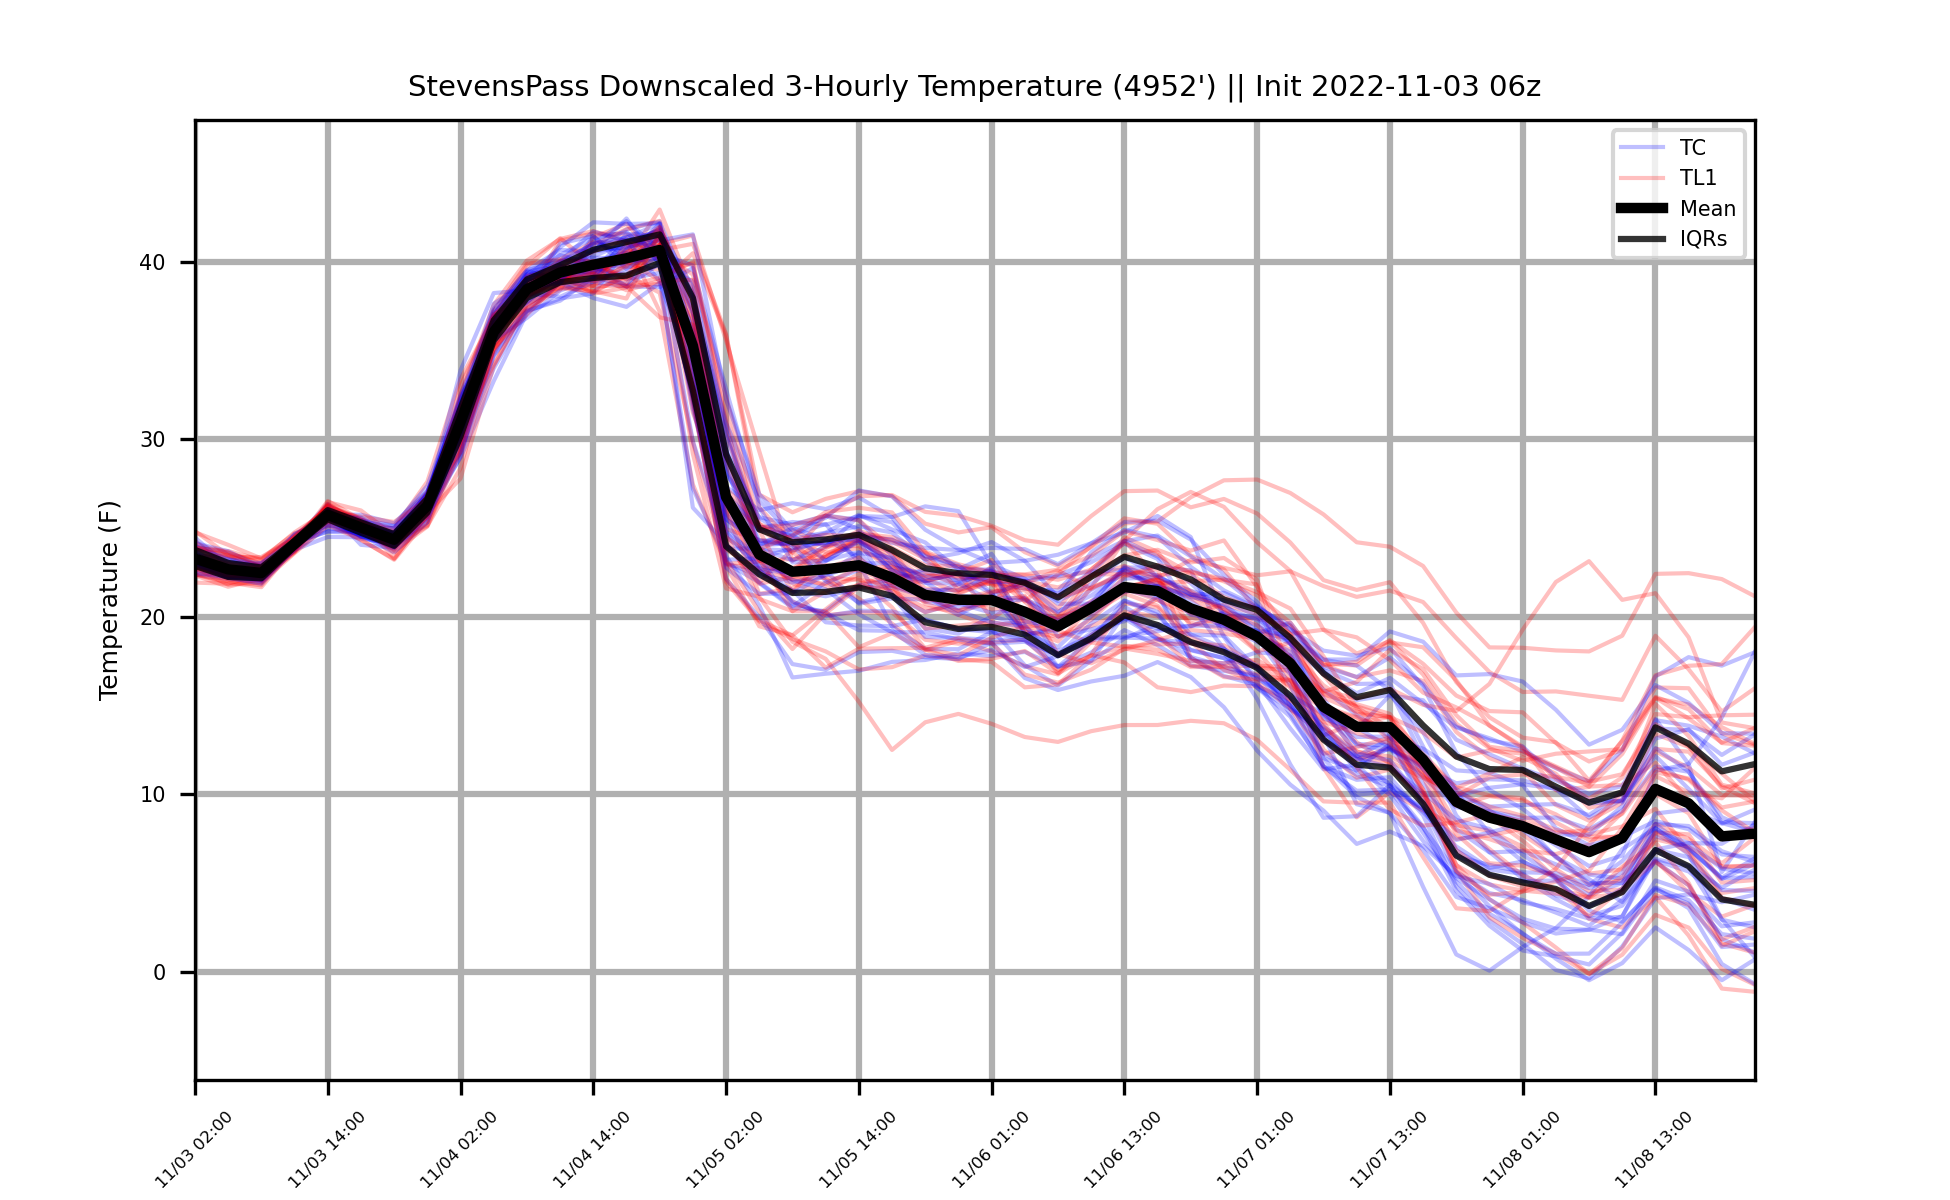 StevensPass Downscaled 3-Hourly Temperature (4952') || Init 2022-11-03 06z
TC
TL1
Mean
IQRs
Temperature (F)
40
30
20
10
0
11/03 02:00
11/03 14:00
11/04 02:00
11/04 14:00
11/05 02:00
11/05 14:00
11/06 01:00
11/06 13:00
11/07 01:00
11/07 13:00
11/08 01:00
11/08 13:00